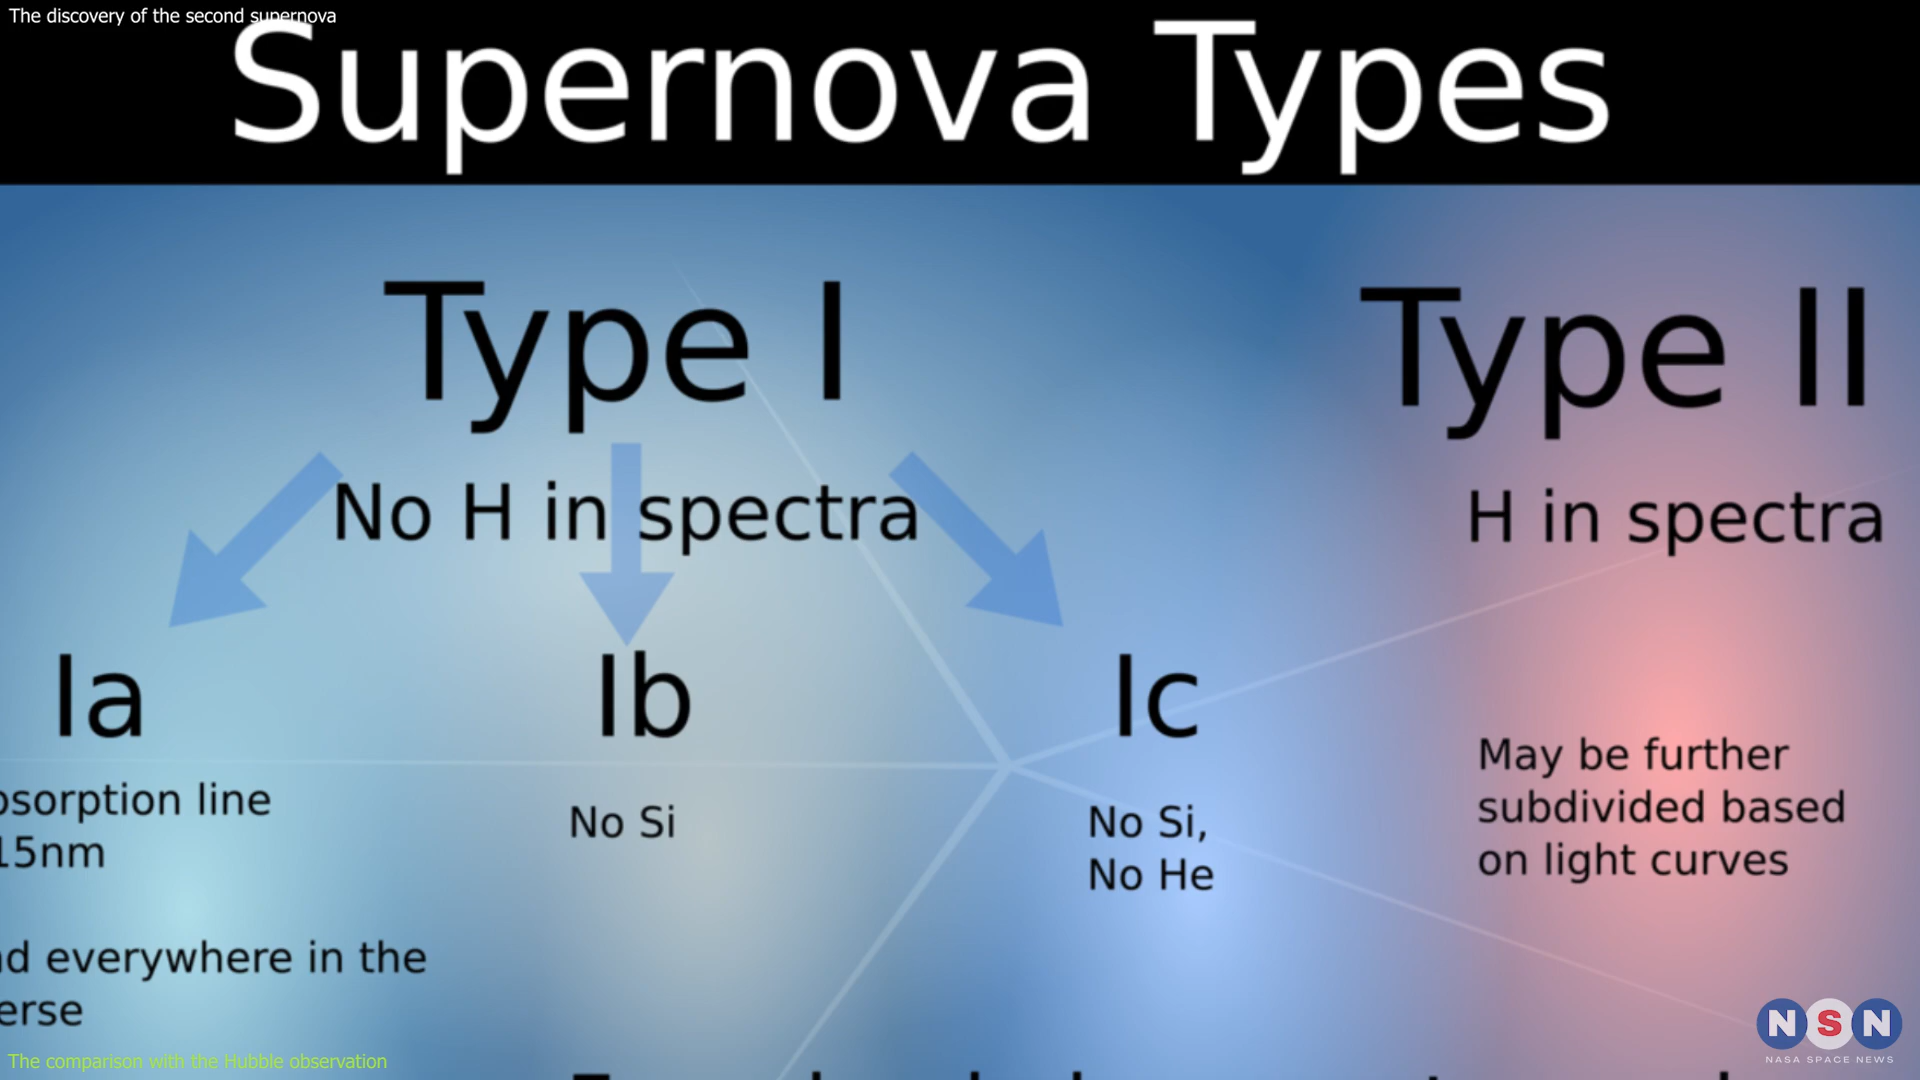 The discovery of the second supernova
Supernova Types
Type I
Type II
No H in spectra
H in spectra
Ia
Ib
Ic
absorption line
15nm
everywhere in the
No Si
No Si,
No He
May be further
subdivided based
on light curves
The comparison with the Hubble observation
NSN
NASA SPACE NEWS